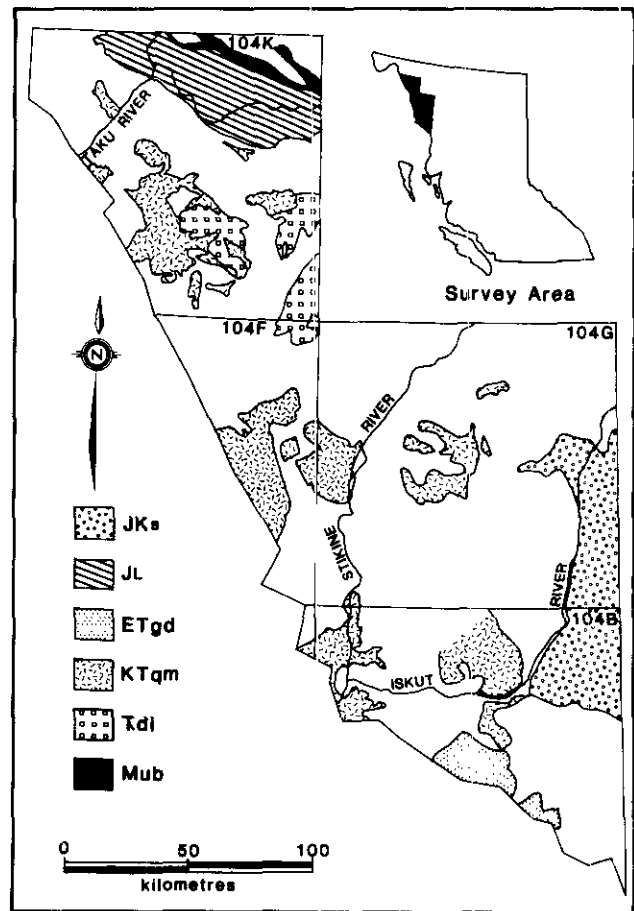 104K
TAKU RIVER
Survey Area
104F
104G
N
RIVER
STIKINE
RIVER
104B
ISKUT
JKs
JL
ETgd
KTqm
Tdi
Mub
0 50 100
kilometres